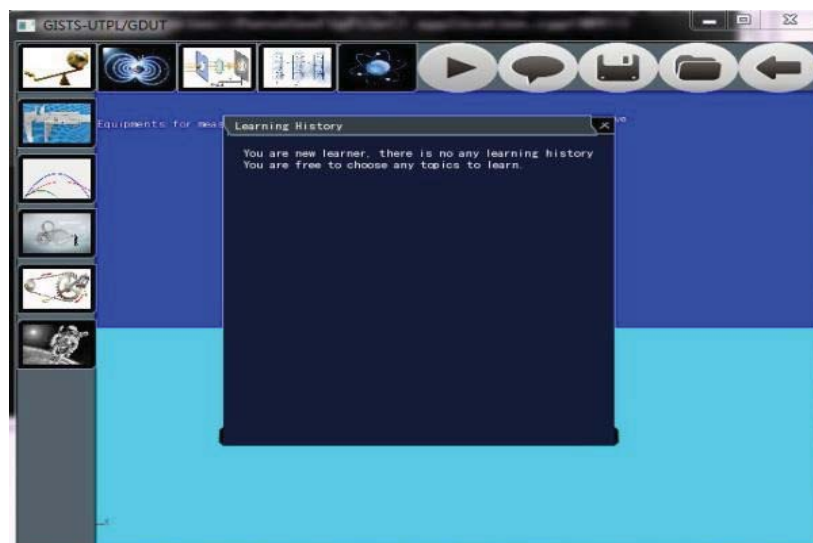 GISTS-UTPL/GDUT
Equipments for meas
Learning History
You are new learner, there is no any learning history
You are free to choose any topics to learn.